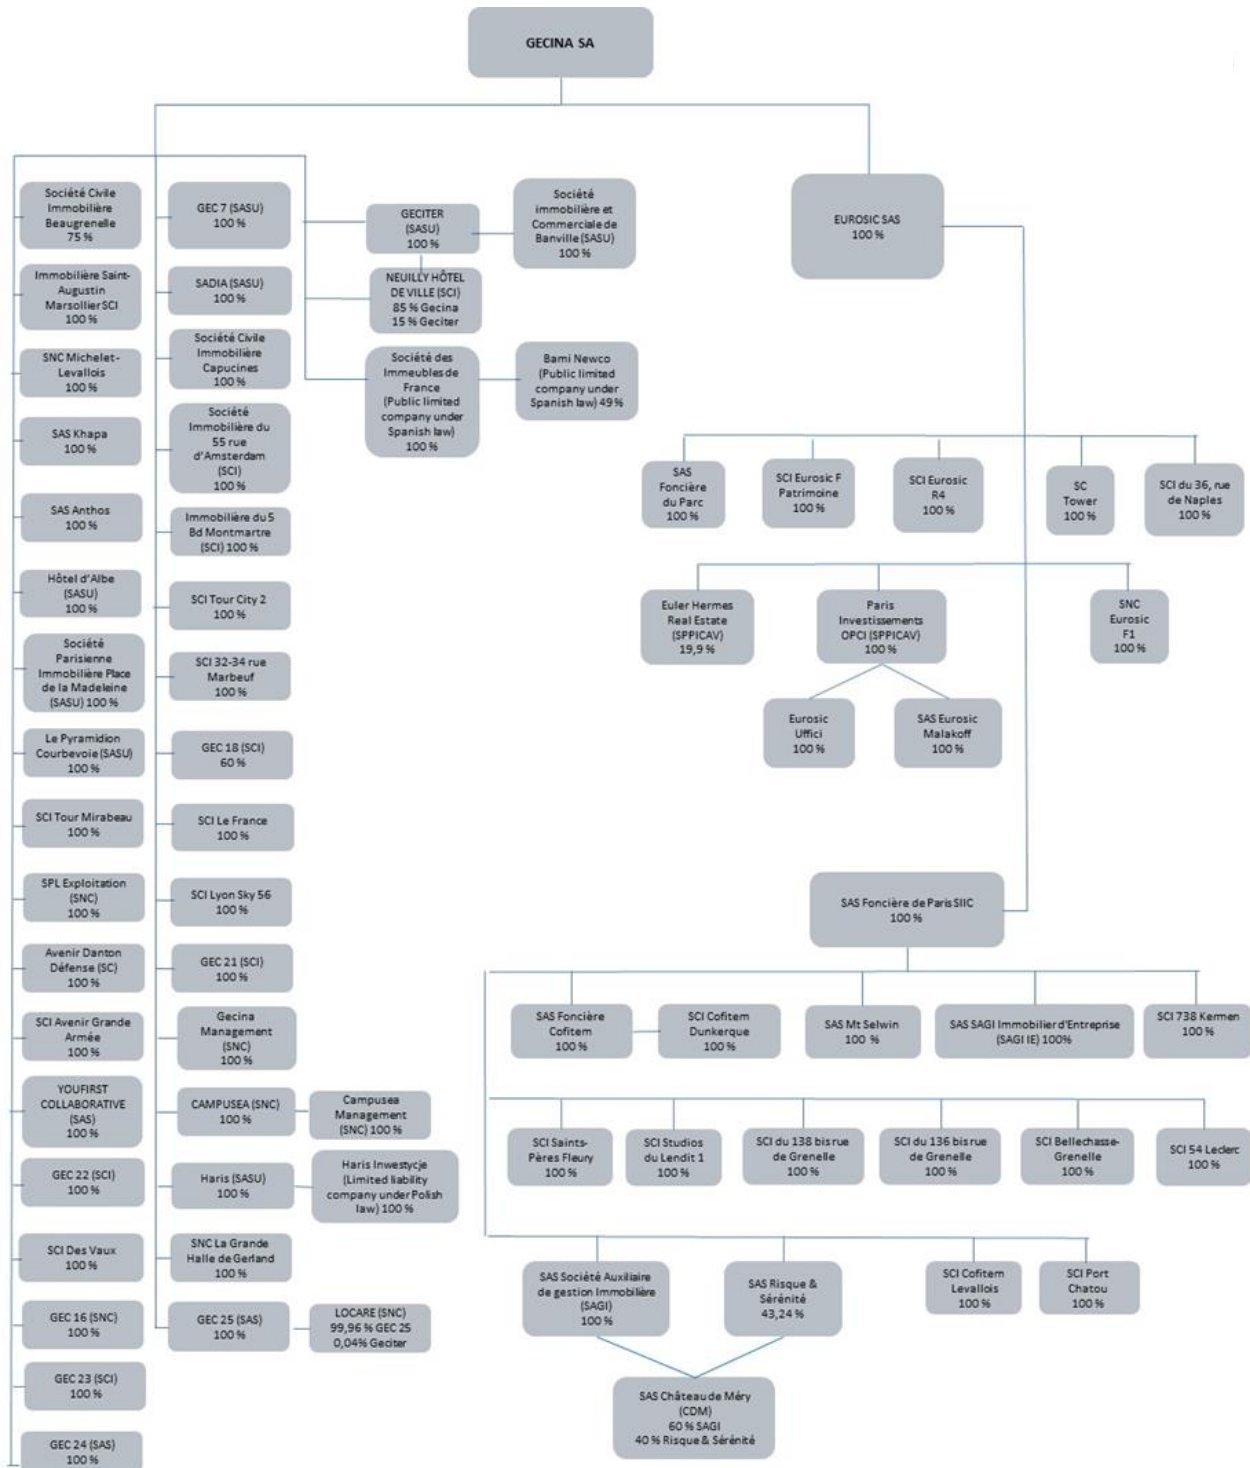 GECINA SA
Société Civile
Immobilière
Beaugrenelle
75 %
Immobilière Saint-
Augustin
Marsollier SCI
100 %
SNC Michelet-
Levallois
100 %
SAS Khapa
100 %
SAS Anthos
100 %
Hôtel d'Albe
(SASU)
100 %
Société
Parisienne
Immobilière Place
de la Madeleine
(SASU) 100 %
Le Pyramidion
Courbevoie (SASU)
100 %
SCI Tour Mirabeau
100 %
SPL Exploitation
(SNC)
100 %
Avenir Danton
Défense (SC)
100 %
SCI Avenir Grande
Armée
100 %
YOUFIRST
COLLABORATIVE
(SAS)
100 %
GEC 22 (SCI)
100 %
SCI Des Vaux
100 %
GEC 16 (SNC)
100 %
GEC 23 (SCI)
100 %
GEC 24 (SAS)
100 %
GEC 7 (SASU)
100 %
SADIA (SASU)
100 %
Société Civile
Immobilière
Capucines
100 %
Société
Immobilière du
55 rue
d'Amsterdam
(SCI)
100 %
Immobilière du 5
Bd Montmartre
(SCI) 100 %
SCI Tour City 2
100 %
SCI 32-34 rue
Marbeuf
100 %
GEC 18 (SCI)
60 %
SCI Le France
100 %
SCI Lyon Sky 56
100 %
GEC 21 (SCI)
100 %
Gecina
Management
(SNC)
100 %
CAMPUSEA (SNC)
100 %
Campusea
Management
(SNC) 100 %
Haris (SASU)
100 %
Haris Inwestycje
(Limited liability
company under Polish
law) 100 %
SNC La Grande
Halle de Gerland
100 %
GEC 25 (SAS)
100 %
LOCARE (SNC)
99,96 % GEC 25
0,04% Geciter
GECITER
(SASU)
100 %
Société
immobilière et
Commerciale de
Banville (SASU)
100 %
NEUILLY HÔTEL
DE VILLE (SCI)
85 % Gecina
15 % Geciter
Société des
Immeubles de
France
(Public limited
company under
Spanish law)
100 %
Bami Newco
(Public limited
company under
Spanish law) 49%
EUROSIC SAS
100 %
SAS
Foncière
du Parc
100 %
SCI Eurosic F
Patrimoine
100 %
SCI Eurosic
R4
100 %
SC
Tower
100 %
SCI du 36, rue
de Naples
100 %
Euler Hermes
Real Estate
(SPPICAV)
19,9 %
Paris
Investissements
OPCI (SPPICAV)
100 %
SNC
Eurosic
F1
100 %
Eurosic
Uffici
100 %
SAS Eurosic
Malakoff
100 %
SAS Foncière de Paris SIIC
100 %
SAS Foncière
Cofitem
100 %
SCI Cofitem
Dunkerque
100 %
SAS Mt Selwin
100 %
SAS SAGI Immobilier d'Entreprise
(SAGI IE) 100%
SCI 738 Kermen
100 %
SCI Saints-
Pères Fleury
100 %
SCI Studios
du Lendit 1
100 %
SCI du 138 bis rue
de Grenelle
100 %
SCI du 136 bis rue
de Grenelle
100 %
SCI Bellechasse-
Grenelle
100 %
SCI 54 Leclerc
100 %
SAS Société Auxiliaire
de gestion Immobilière
(SAGI)
100 %
SAS Risque &
Sérénité
43,24 %
SCI Cofitem
Levallois
100 %
SCI Port
Chatou
100 %
SAS Château de Méry
(CDM)
60 % SAGI
40 % Risque & Sérénité